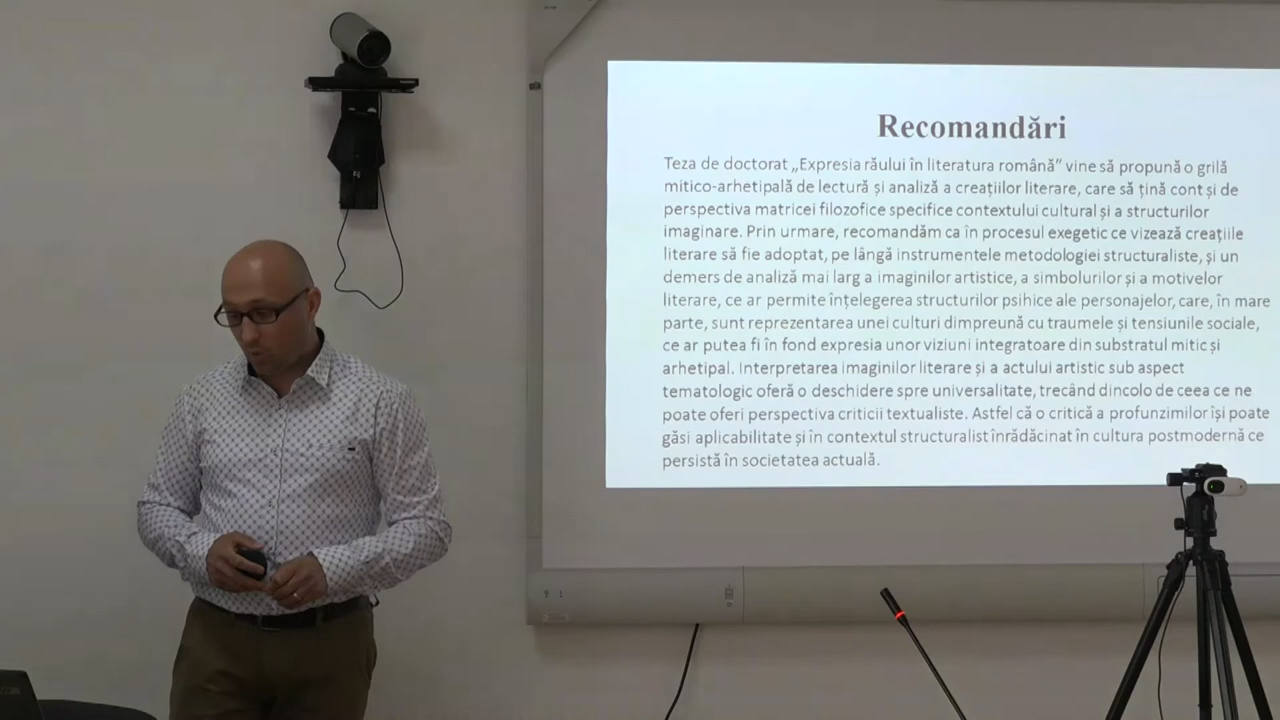 Recomandări
Teza de doctorat „Expresia răului în literatura română” vine să propună o grilă
mitico-arhetipală de lectură și analiză a creațiilor literare, care să țină cont și de
perspectiva matricei filozofice specifice contextului cultural și a structurilor
imaginare. Prin urmare, recomandăm ca în procesul exegetic ce vizează creațiile
literare să fie adoptat, pe lângă instrumentele metodologiei structuraliste, și un
demers de analiză mai larg a imaginilor artistice, a simbolurilor și a motivelor
literare, ce ar permite înțelegerea structurilor psihice ale personajelor, care, în mare
parte, sunt reprezentarea unei culturi dimpreună cu traumele și tensiunile sociale,
ce ar putea fi în fond expresia unor viziuni integratoare din substratul mitic și
arhetipal. Interpretarea imaginilor literare și a actului artistic sub aspect
tematologic oferă o deschidere spre universalitate, trecând dincolo de ceea ce ne
poate oferi perspectiva criticii textualiste. Astfel că o critică a profunzimilor își poate
găsi aplicabilitate și în contextul structuralist înrădăcinat în cultura postmodernă ce
persistă în societatea actuală.